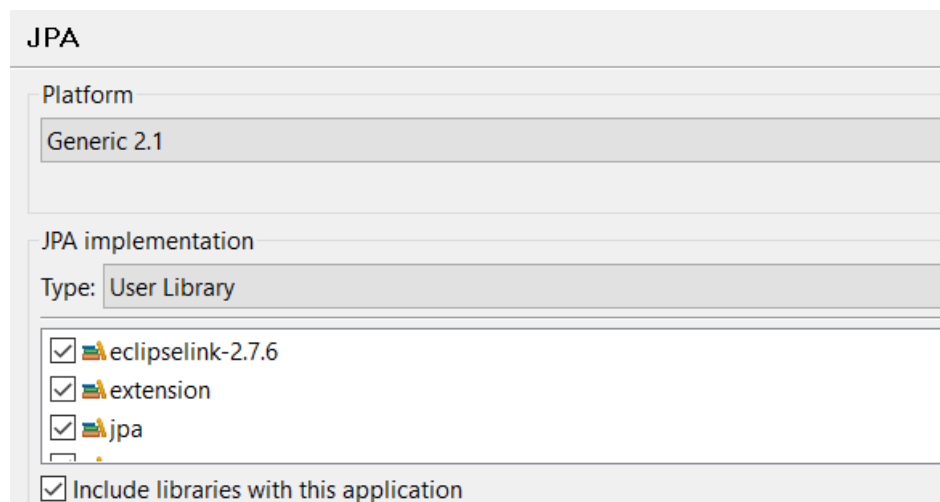 JPA
Platform
Generic 2.1
JPA implementation
Type: User Library
eclipselink-2.7.6
extension
jpa
Include libraries with this application